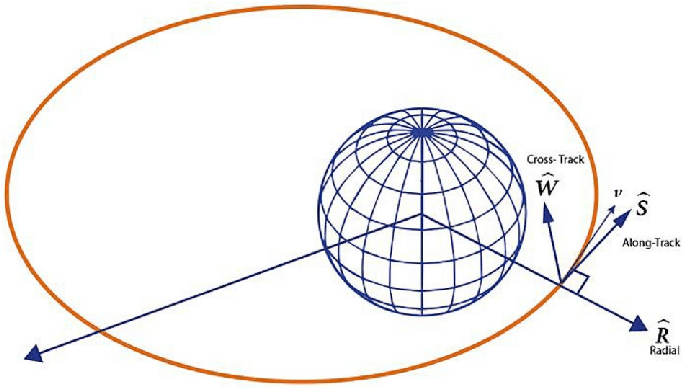 Cross-Track
Ŵ
v
Ŝ
Along-Track
R̂
Radial